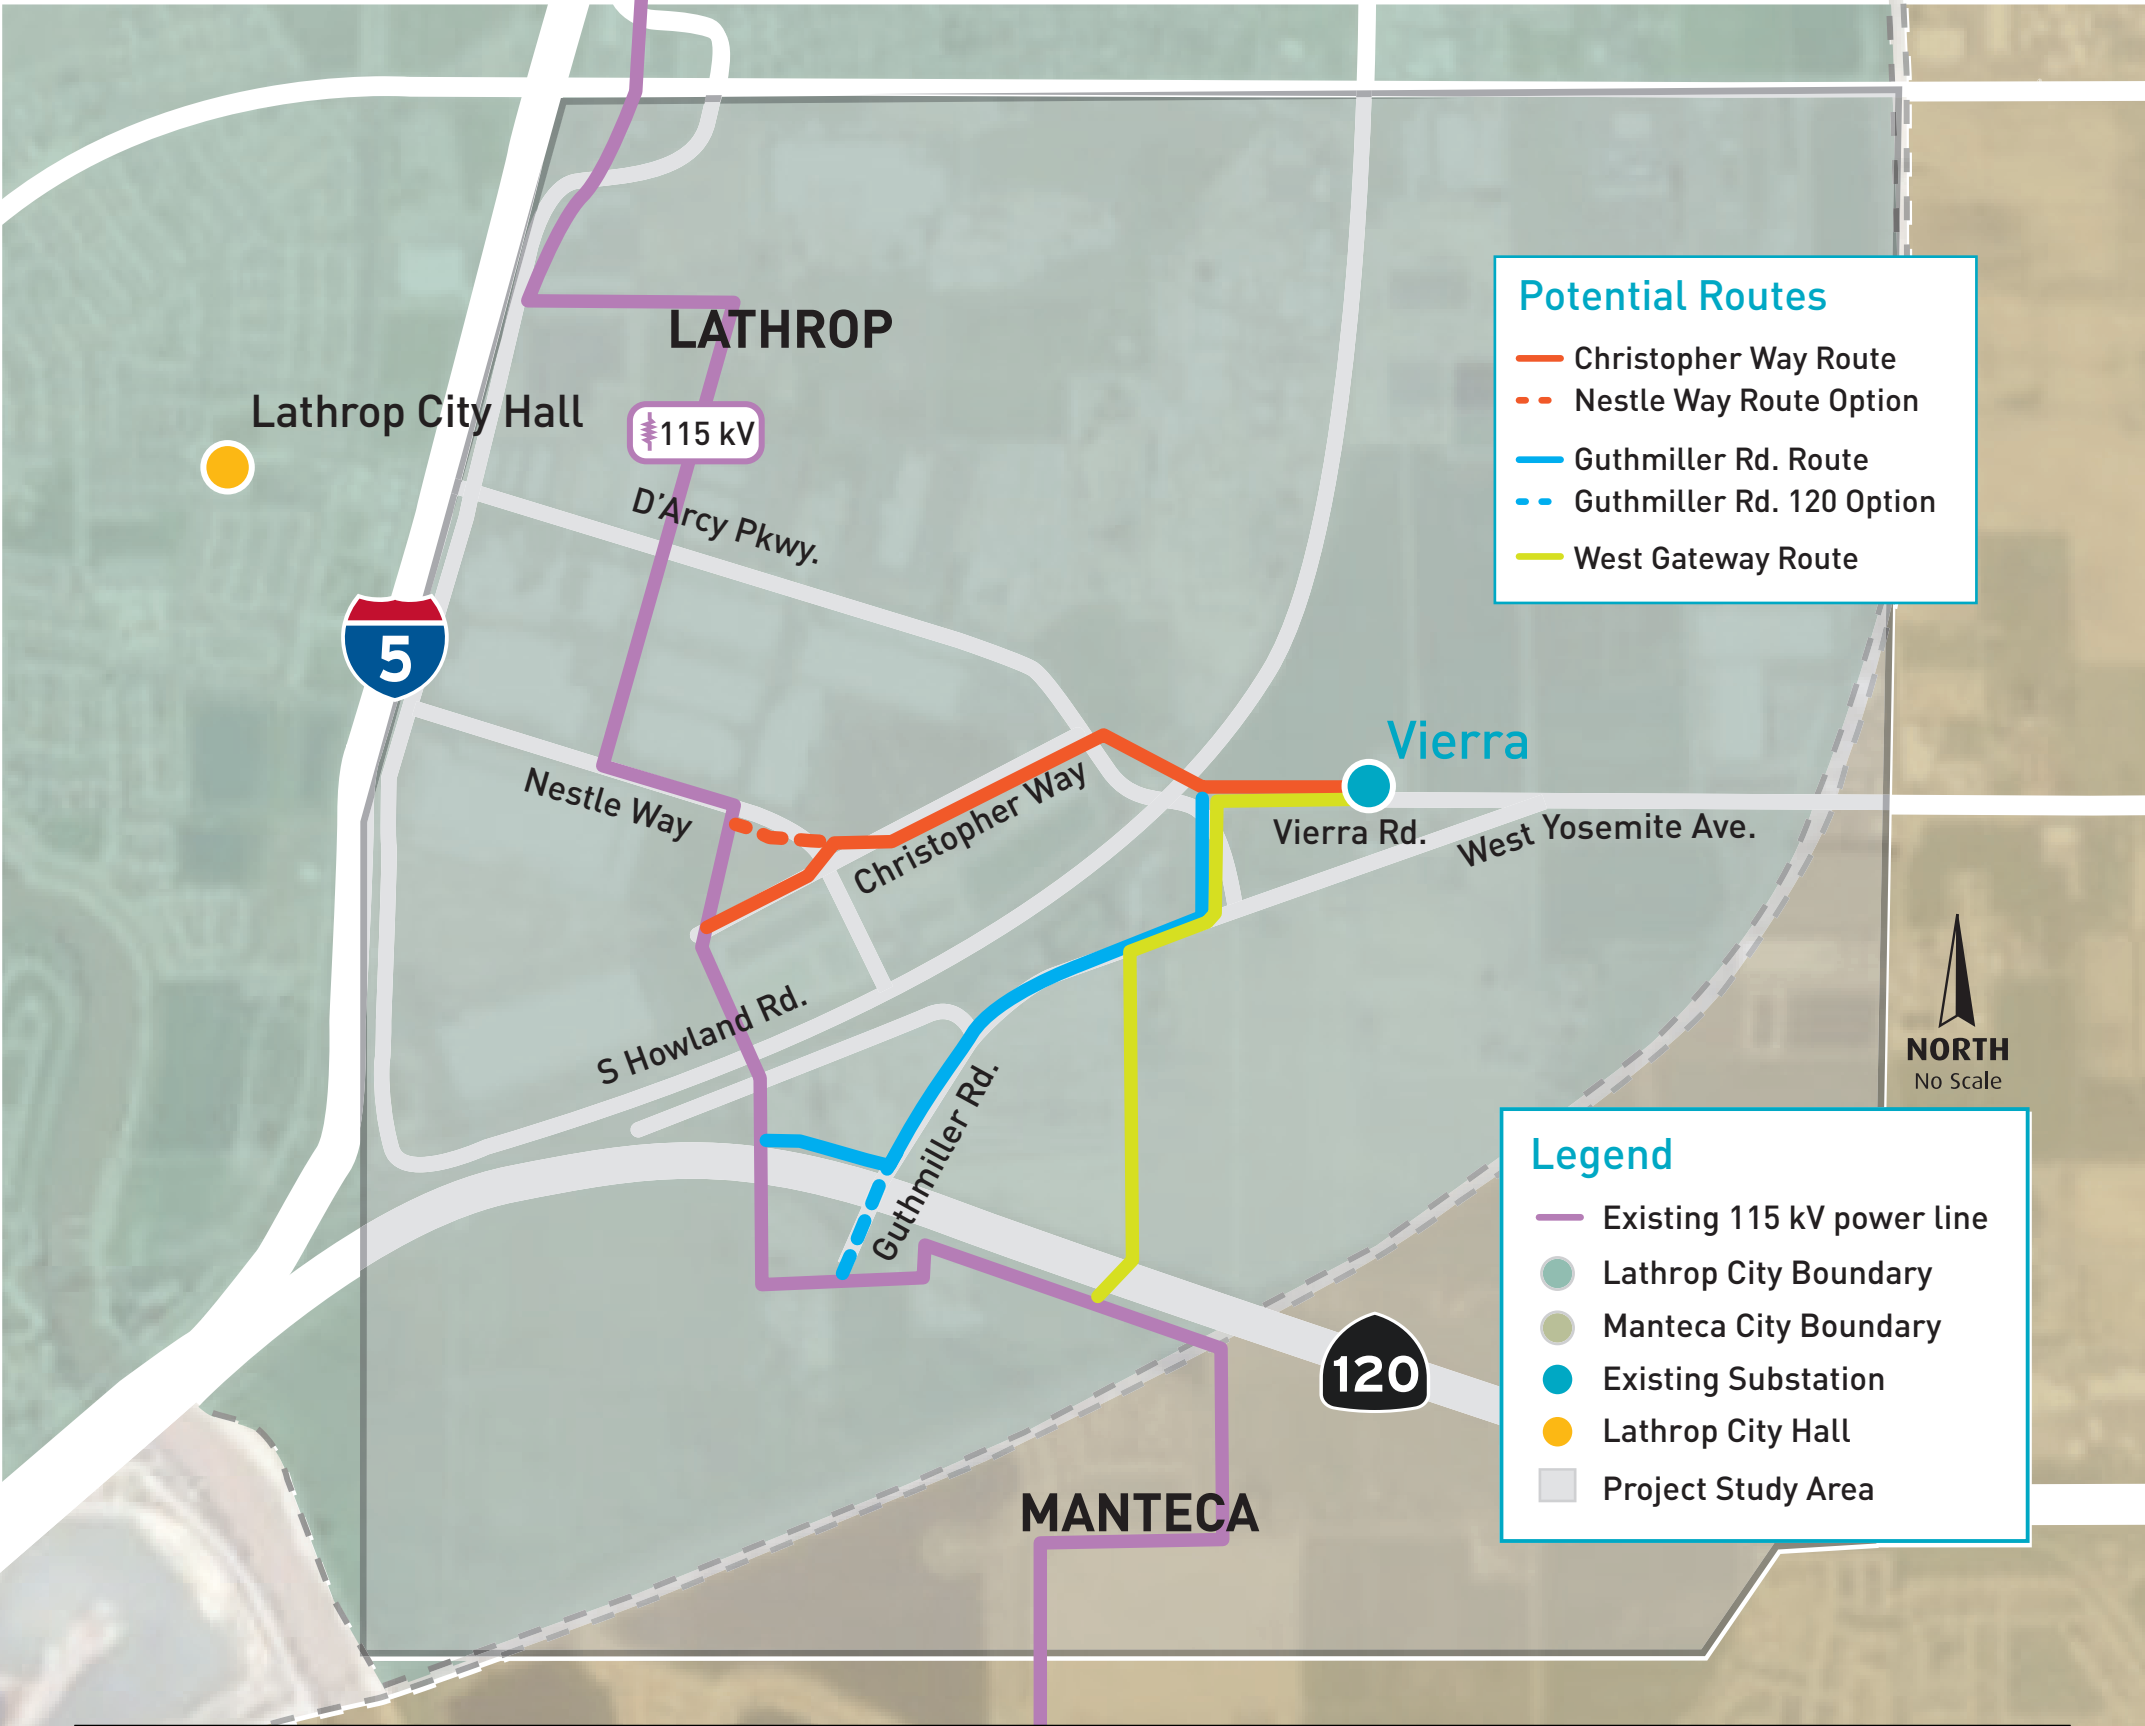 LATHROP
Lathrop City Hall
115 kV
D'Arcy Pkwy.
5
Potential Routes
Christopher Way Route
Nestle Way Route Option
Guthmiller Rd. Route
Guthmiller Rd. 120 Option
West Gateway Route
Vierra
Nestle Way
Christopher Way
Vierra Rd.
West Yosemite Ave.
S Howland Rd.
Guthmiller Rd.
NORTH
No Scale
120
MANTECA
Legend
Existing 115 kV power line
Lathrop City Boundary
Manteca City Boundary
Existing Substation
Lathrop City Hall
Project Study Area